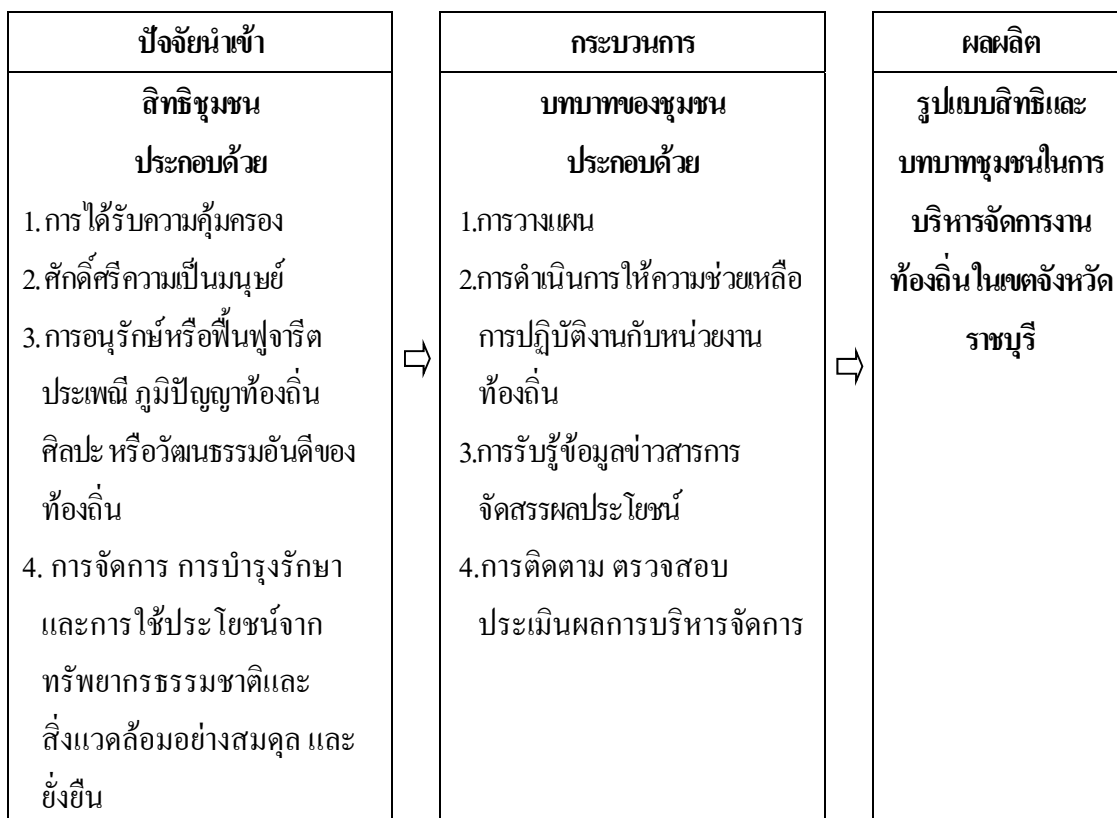 ปัจจัยนำเข้า
สิทธิชุมชน
ประกอบด้วย
1. การได้รับความคุ้มครอง
2. ศักดิ์ศรีความเป็นมนุษย์
3. การอนุรักษ์หรือฟื้นฟูจารีต
ประเพณี ภูมิปัญญาท้องถิ่น
ศิลปะ หรือวัฒนธรรมอันดีของ
ท้องถิ่น
4. การจัดการ การบำรุงรักษา
และการใช้ประโยชน์จาก
ทรัพยากรธรรมชาติและ
สิ่งแวดล้อมอย่างสมดุล และ
ยั่งยืน
กระบวนการ
บทบาทของชุมชน
ประกอบด้วย
1.การวางแผน
2.การดำเนินการให้ความช่วยเหลือ
การปฏิบัติงานกับหน่วยงาน
ท้องถิ่น
3.การรับรู้ข้อมูลข่าวสารการ
จัดสรรผลประโยชน์
4.การติดตาม ตรวจสอบ
ประเมินผลการบริหารจัดการ
ผลผลิต
รูปแบบสิทธิและ
บทบาทชุมชนในการ
บริหารจัดการงาน
ท้องถิ่นในเขตจังหวัด
ราชบุรี